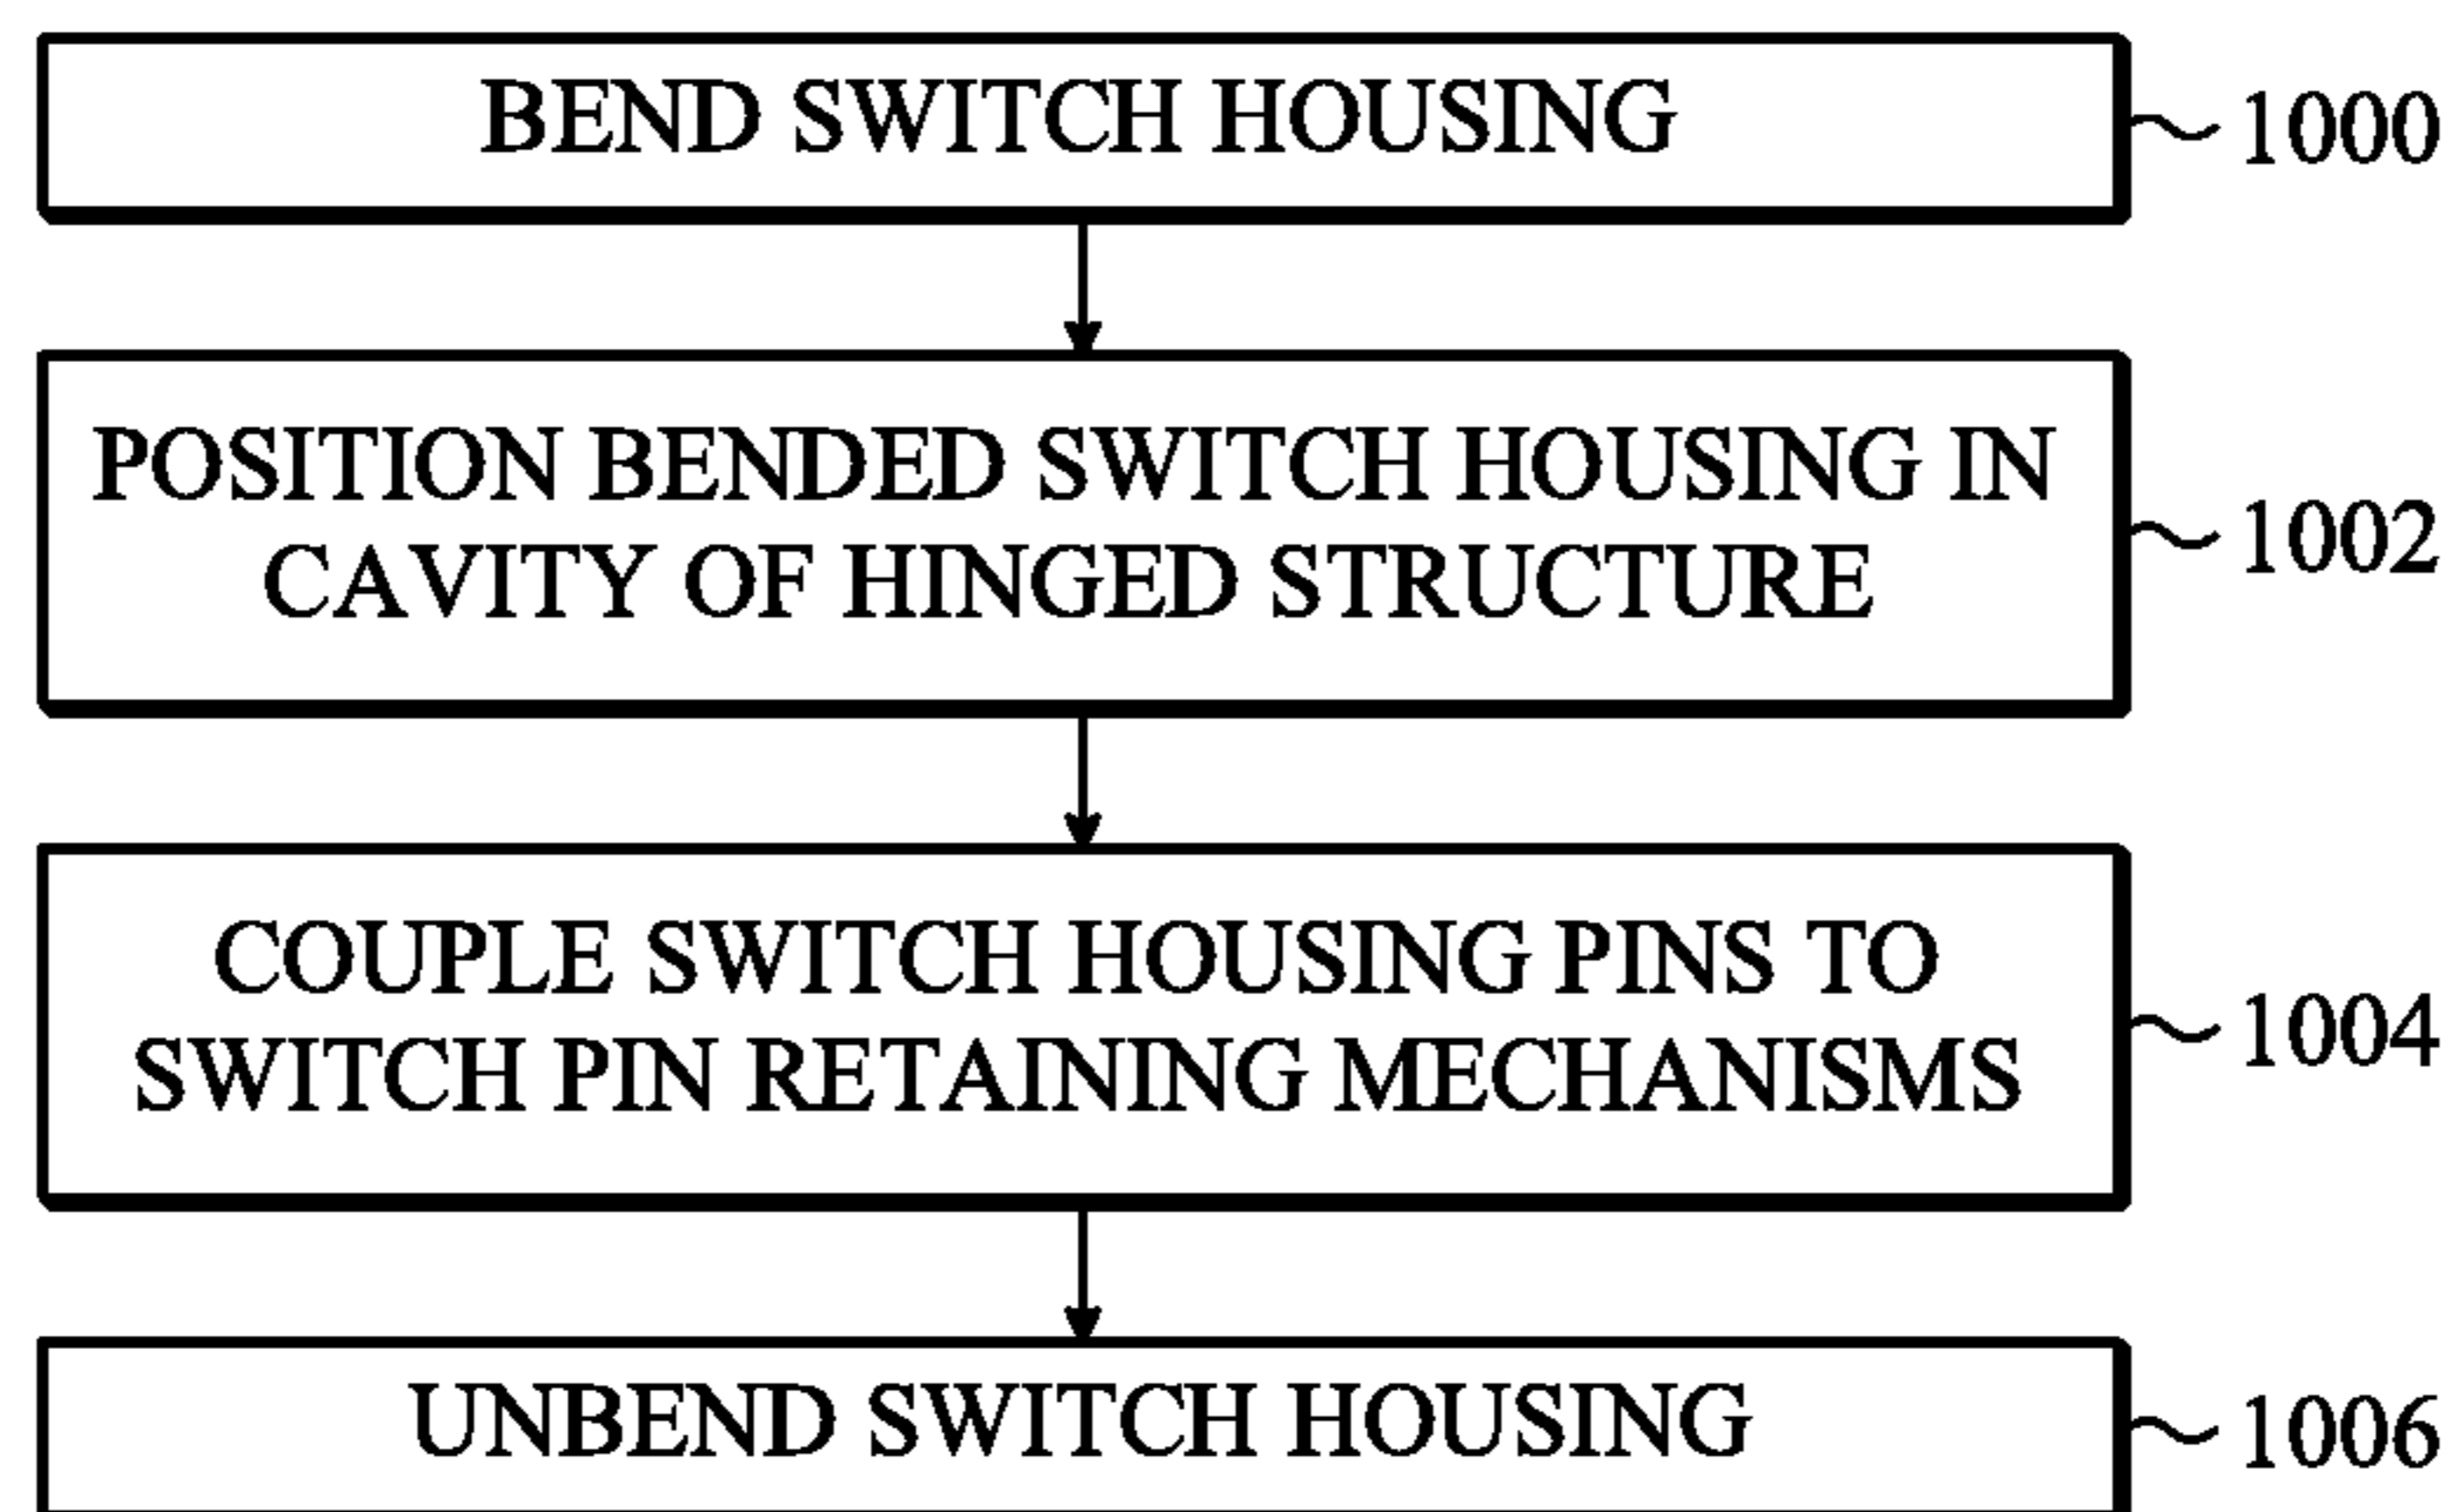 BEND SWITCH HOUSING
1000
POSITION BENDED SWITCH HOUSING IN
CAVITY OF HINGED STRUCTURE
1002
COUPLE SWITCH HOUSING PINS TO
SWITCH PIN RETAINING MECHANISMS
1004
UNBEND SWITCH HOUSING
1006